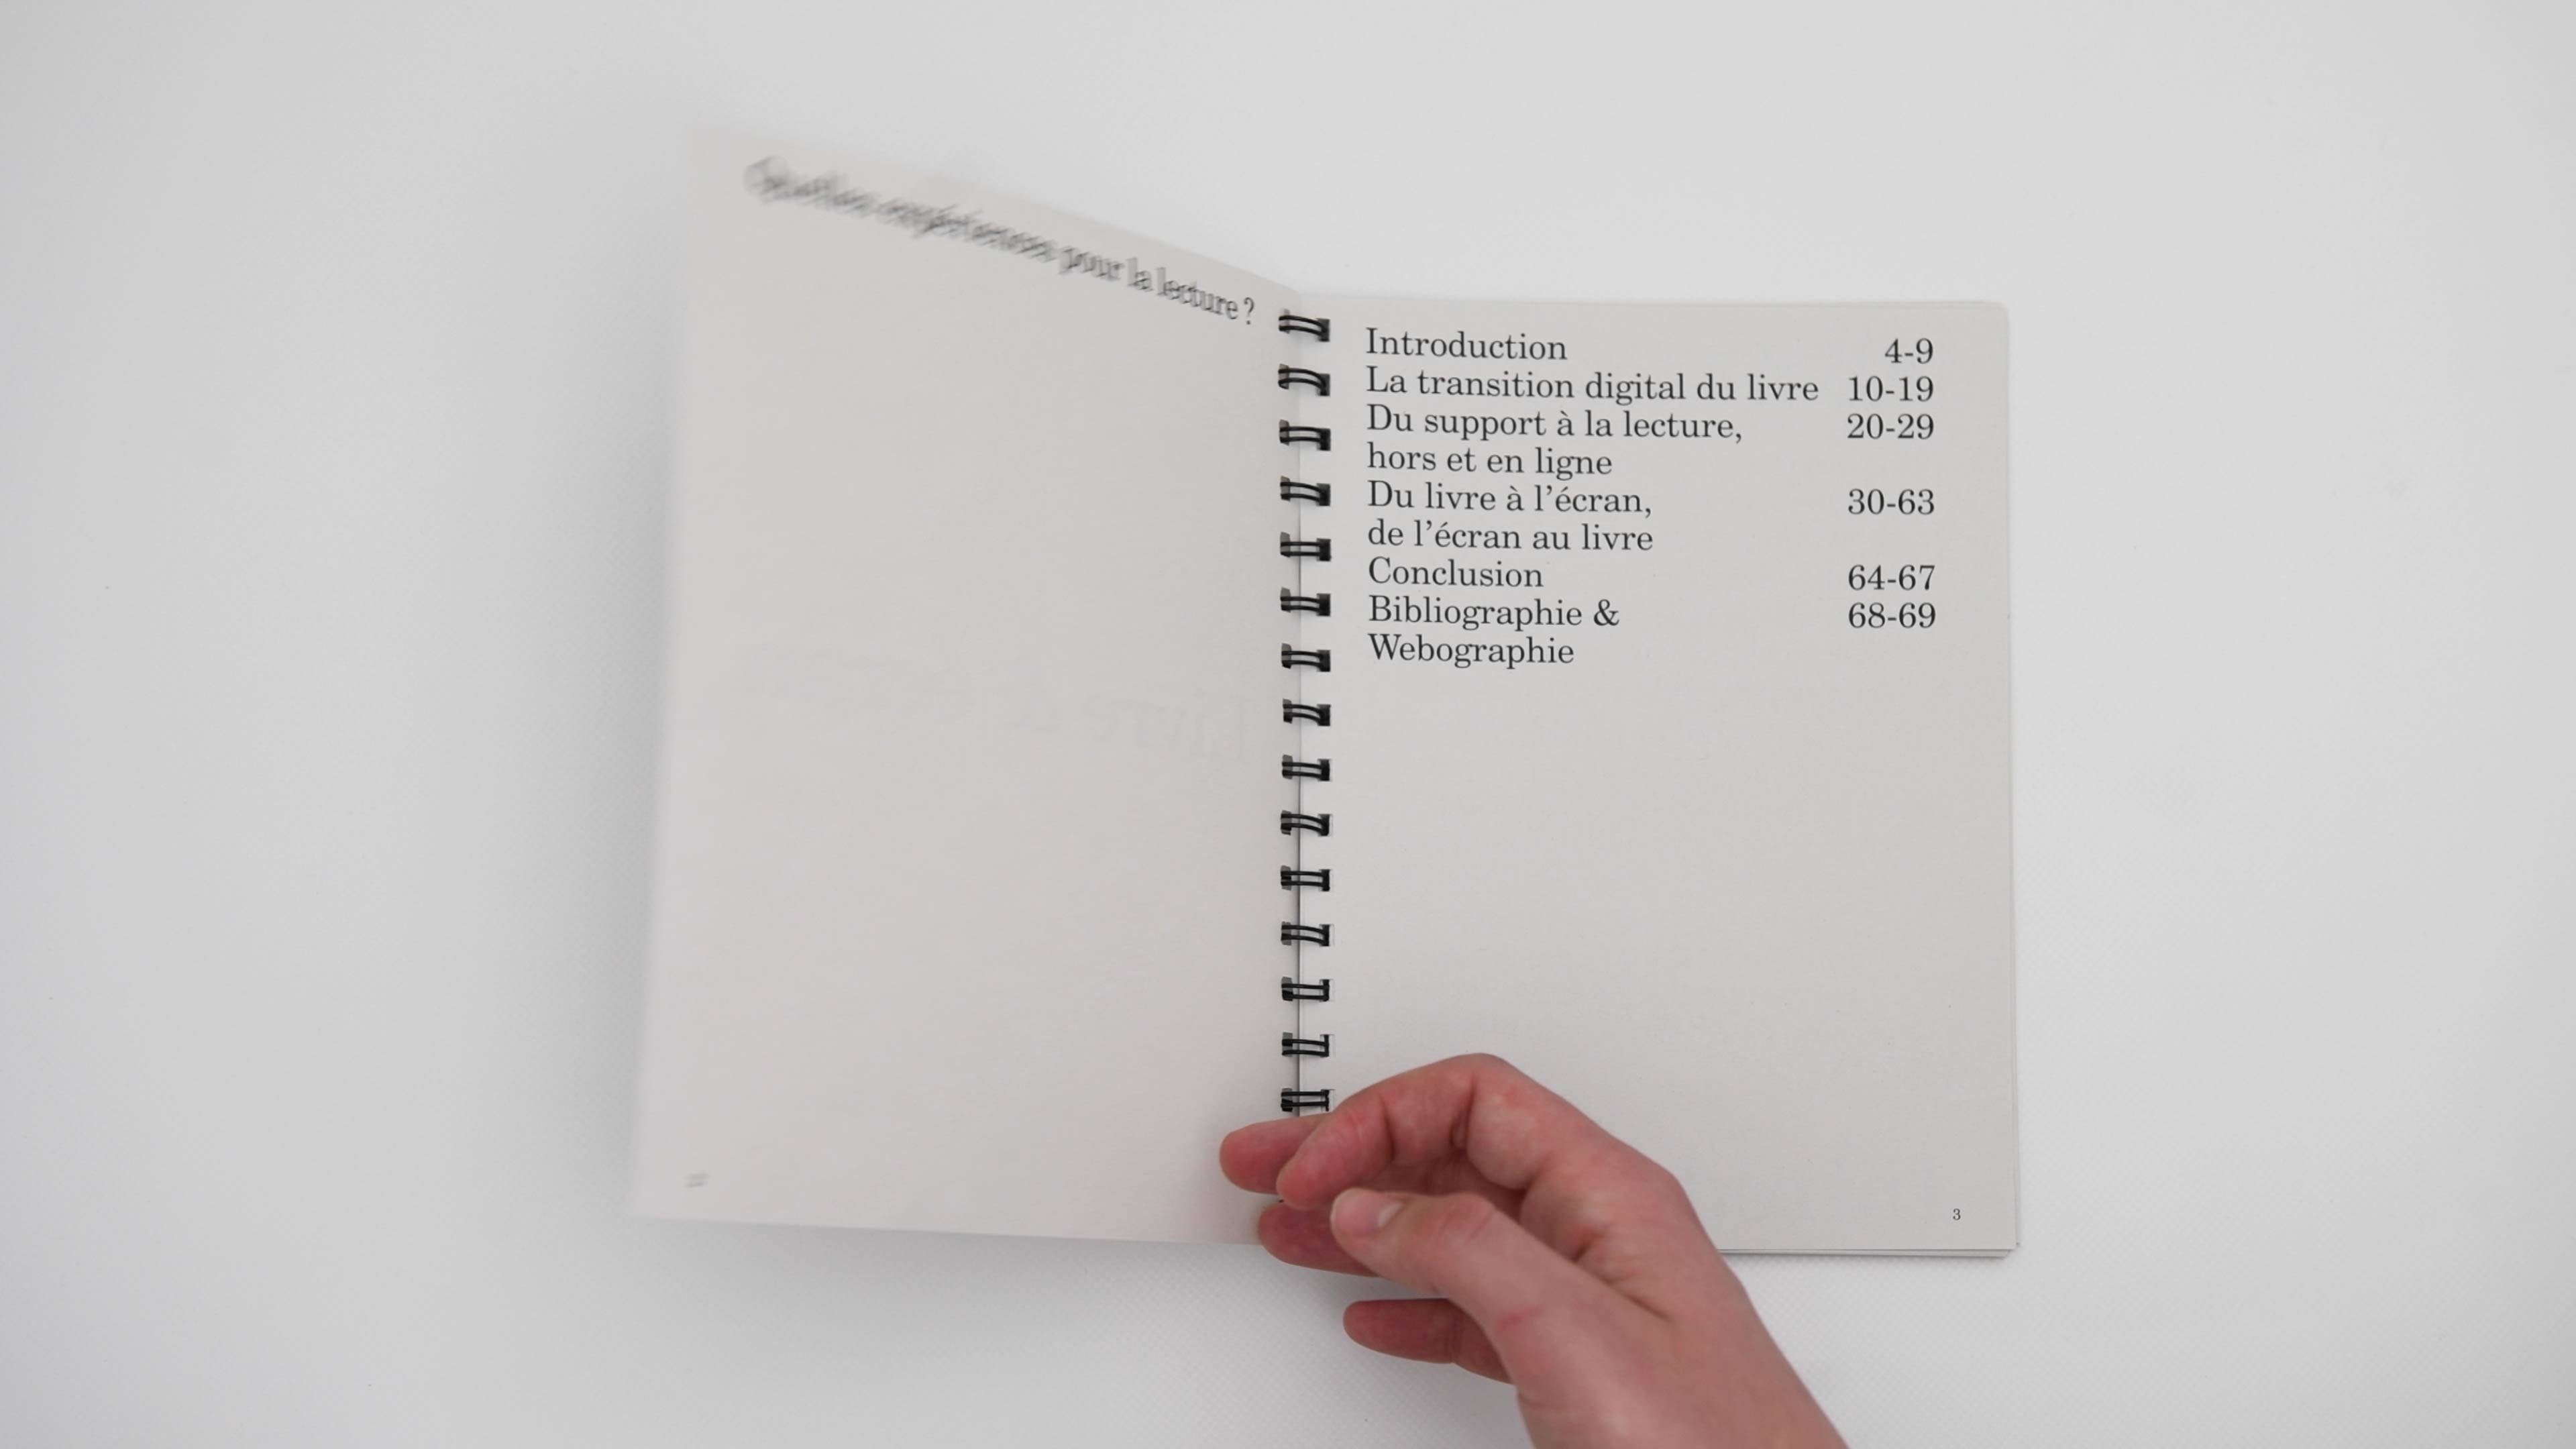 pour la lecture ?
Introduction 4-9
La transition digital du livre 10-19
Du support à la lecture, 20-29
hors et en ligne
Du livre à l'écran, 30-63
de l'écran au livre
Conclusion 64-67
Bibliographie & 68-69
Webographie
3